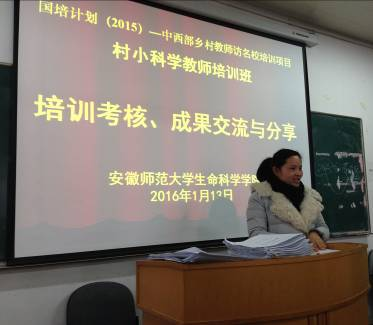 国培计划（2015）—中西部乡村教师访名校培训项目
村小科学教师培训班
培训考核、成果交流与分享
安徽师范大学生命科学学院
2016年1月13日